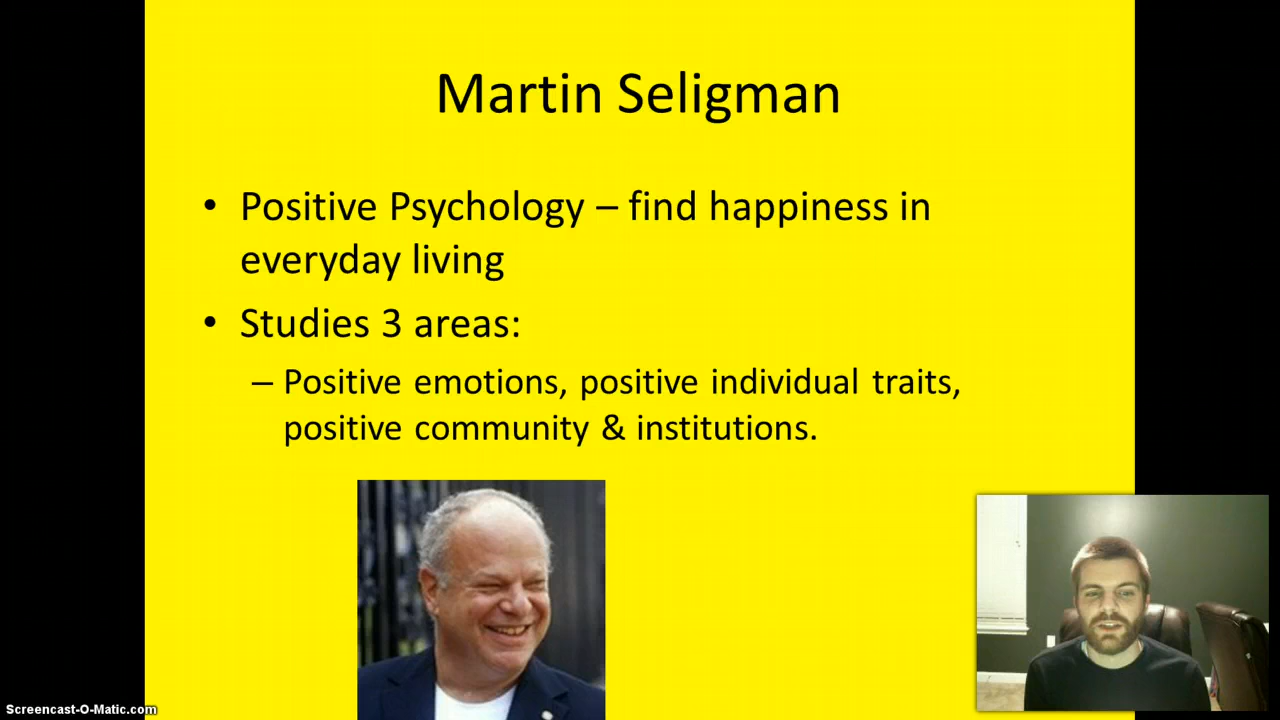 Martin Seligman
• Positive Psychology – find happiness in
everyday living
• Studies 3 areas:
– Positive emotions, positive individual traits,
positive community & institutions.
Screencast-O-Matic.com